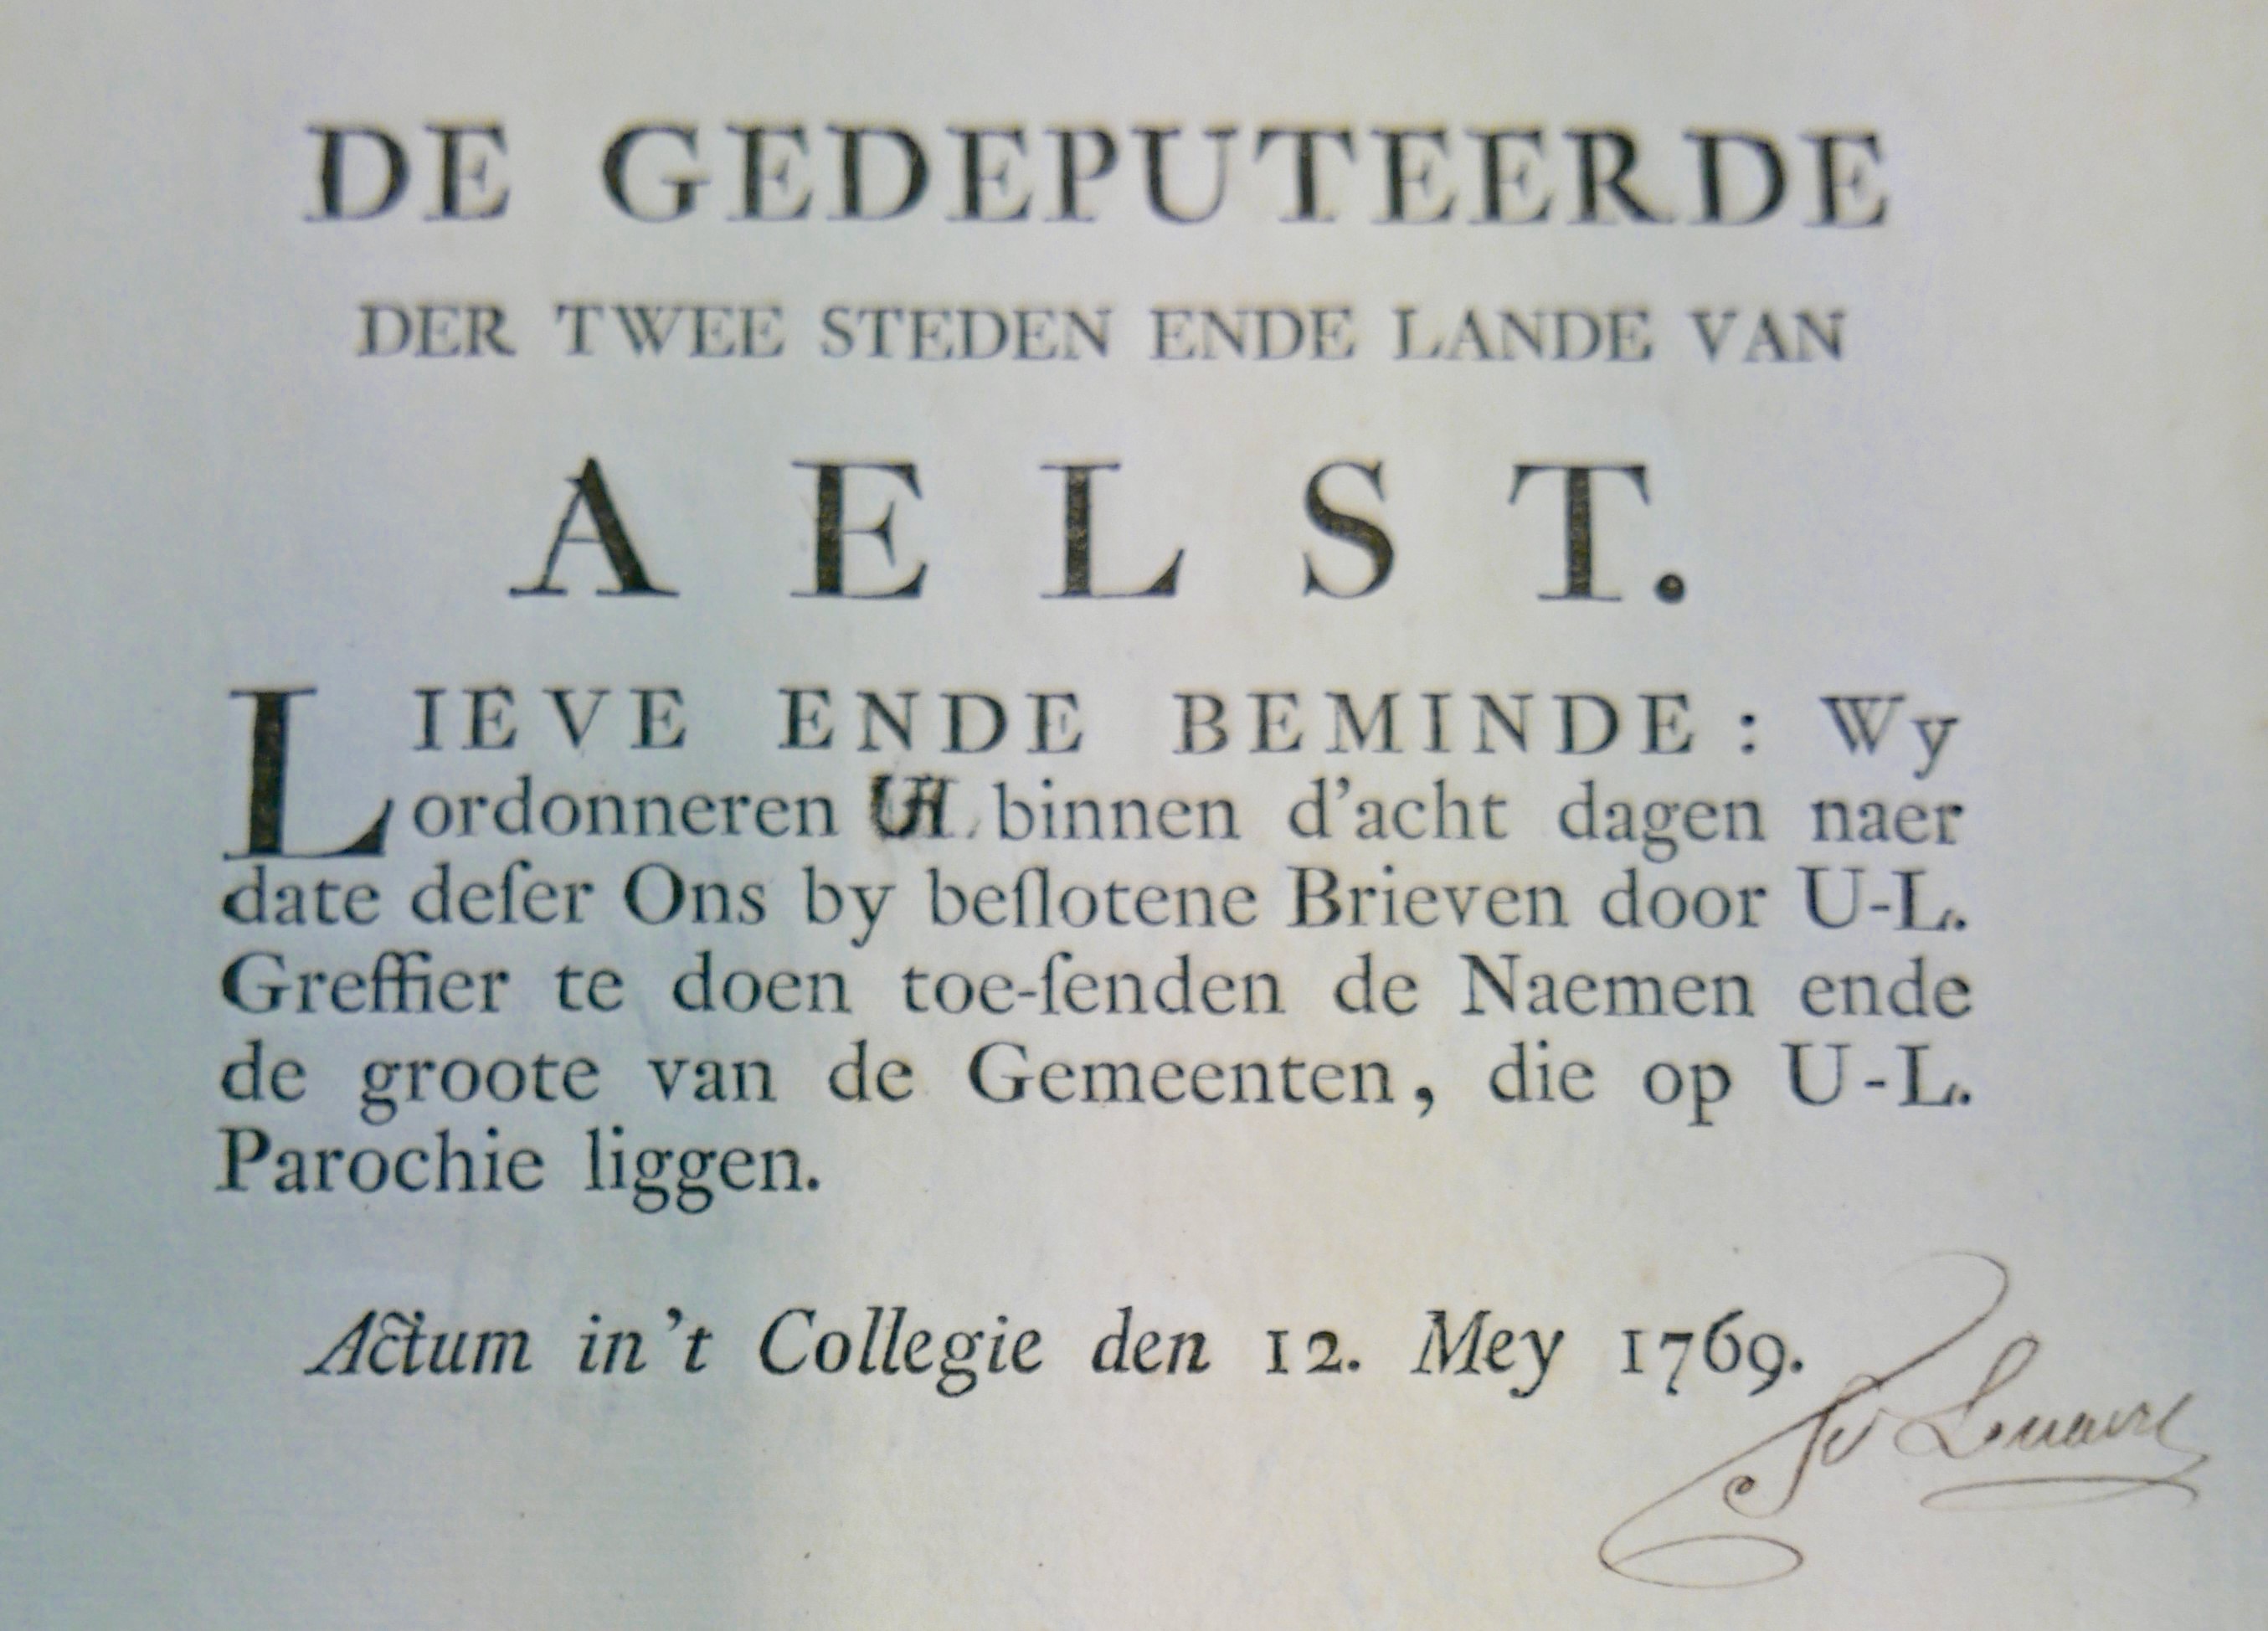 DE GEDEPUTEERDE
DER TWEE STEDEN ENDE LANDE VAN
AELST.
LIEVE ENDE BEMINDE : Wy
ordonneren binnen d'acht dagen naer
date deſer Ons by beſlotene Brieven door U-L.
Greffier te doen toe-ſenden de Naemen ende
de groote van de Gemeenten, die op U-L.
Parochie liggen.
Actum in't Collegie den 12. Mey 1769.